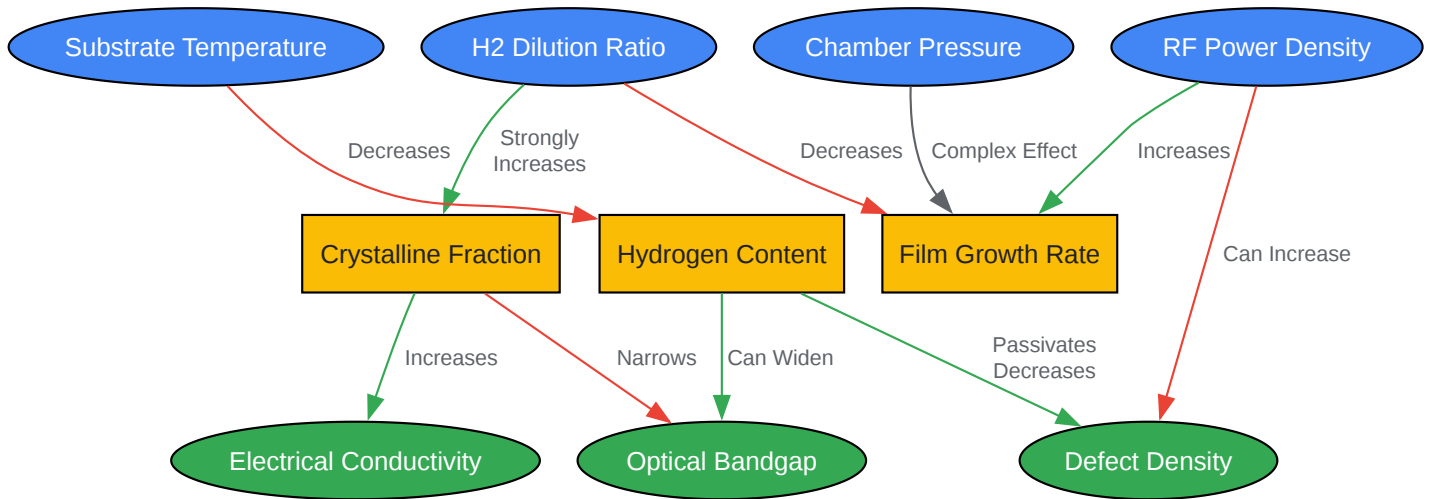 Substrate Temperature
H2 Dilution Ratio
Chamber Pressure
RF Power Density
Decreases
Strongly
Increases
Decreases
Complex Effect
Increases
Crystalline Fraction
Hydrogen Content
Film Growth Rate
Can Increase
Increases
Narrows
Can Widen
Passivates
Decreases
Electrical Conductivity
Optical Bandgap
Defect Density